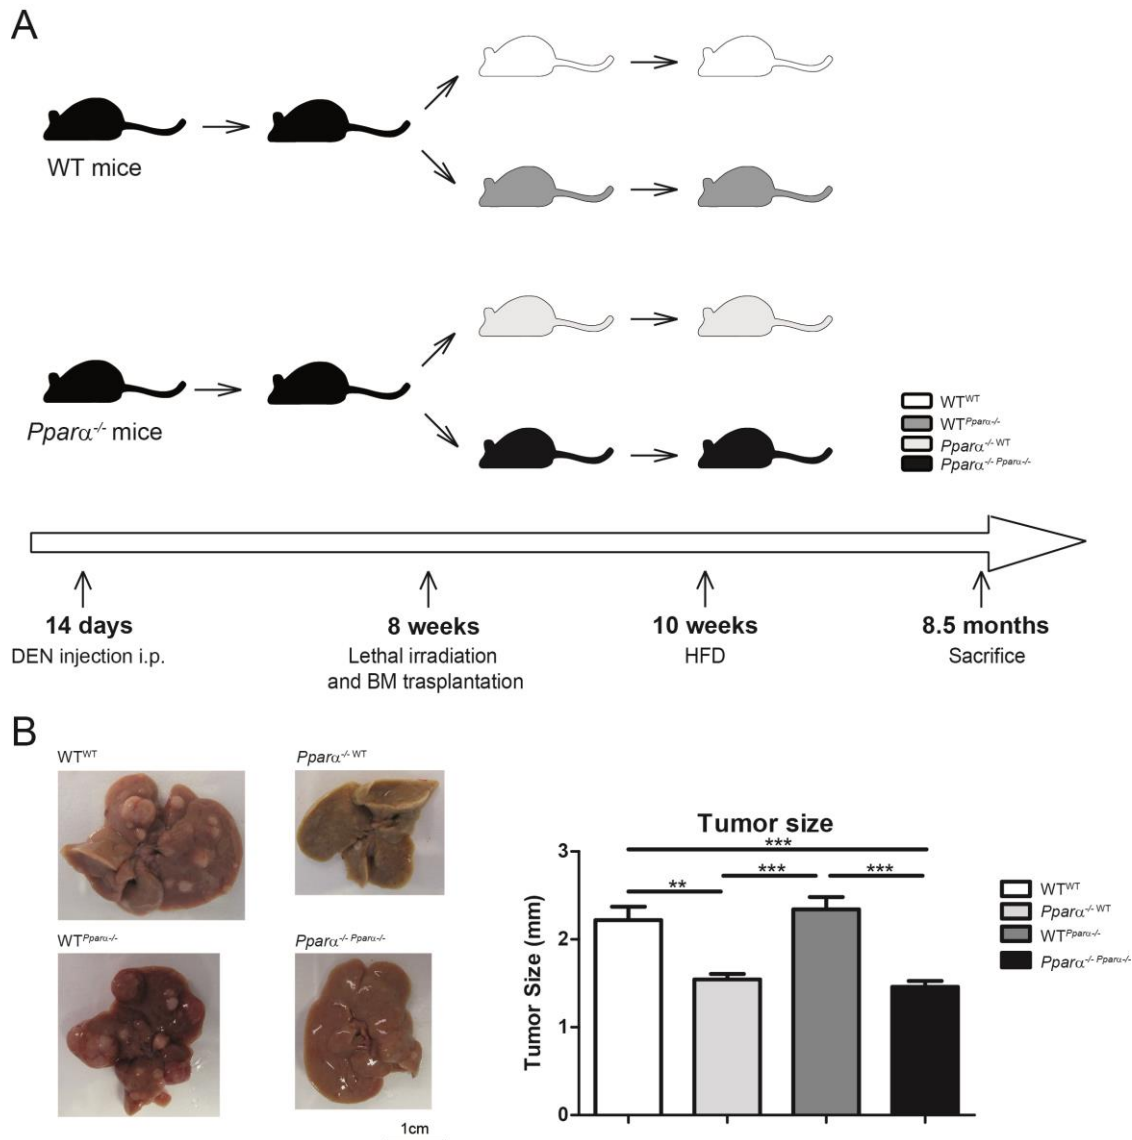 A
WT mice
Pparα-/- mice
WTWT
WTPparα-/-
Pparα-/- WT
Pparα-/- Pparα-/-
14 days
DEN injection i.p.
8 weeks
Lethal irradiation
and BM trasplantation
10 weeks
HFD
8.5 months
Sacrifice
B
WTWT
Pparα-/- WT
WTPparα-/-
Pparα-/- Pparα-/-
1cm
Tumor size
***
** *** ***
3
2
1
0
Tumor Size (mm)
WTWT
Pparα-/- WT
WTPparα-/-
Pparα-/- Pparα-/-